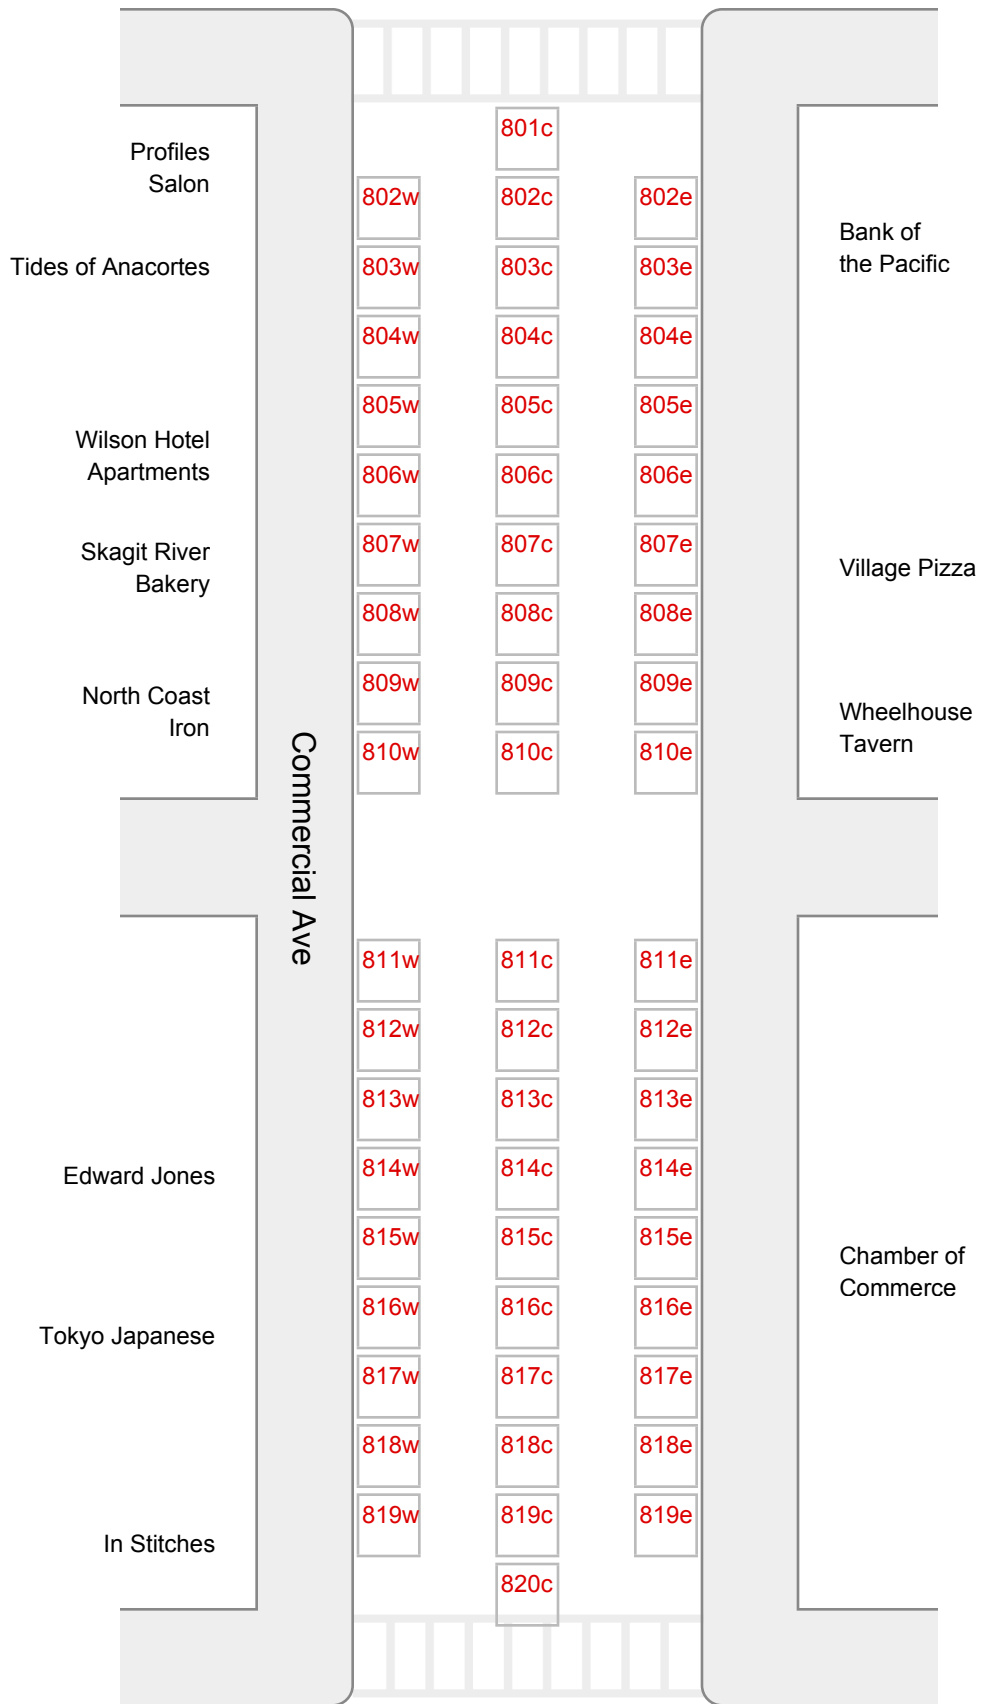 801c
Profiles
Salon
802w 802c 802e
Bank of
the Pacific
Tides of Anacortes
803w 803c 803e
804w 804c 804e
805w 805c 805e
Wilson Hotel
Apartments
806w 806c 806e
Skagit River
Bakery
807w 807c 807e
Village Pizza
808w 808c 808e
North Coast
Iron
809w 809c 809e
Wheelhouse
Tavern
810w 810c 810e
Commercial Ave
811w 811c 811e
812w 812c 812e
813w 813c 813e
Edward Jones
814w 814c 814e
815w 815c 815e
Chamber of
Commerce
816w 816c 816e
Tokyo Japanese
817w 817c 817e
818w 818c 818e
819w 819c 819e
In Stitches
820c